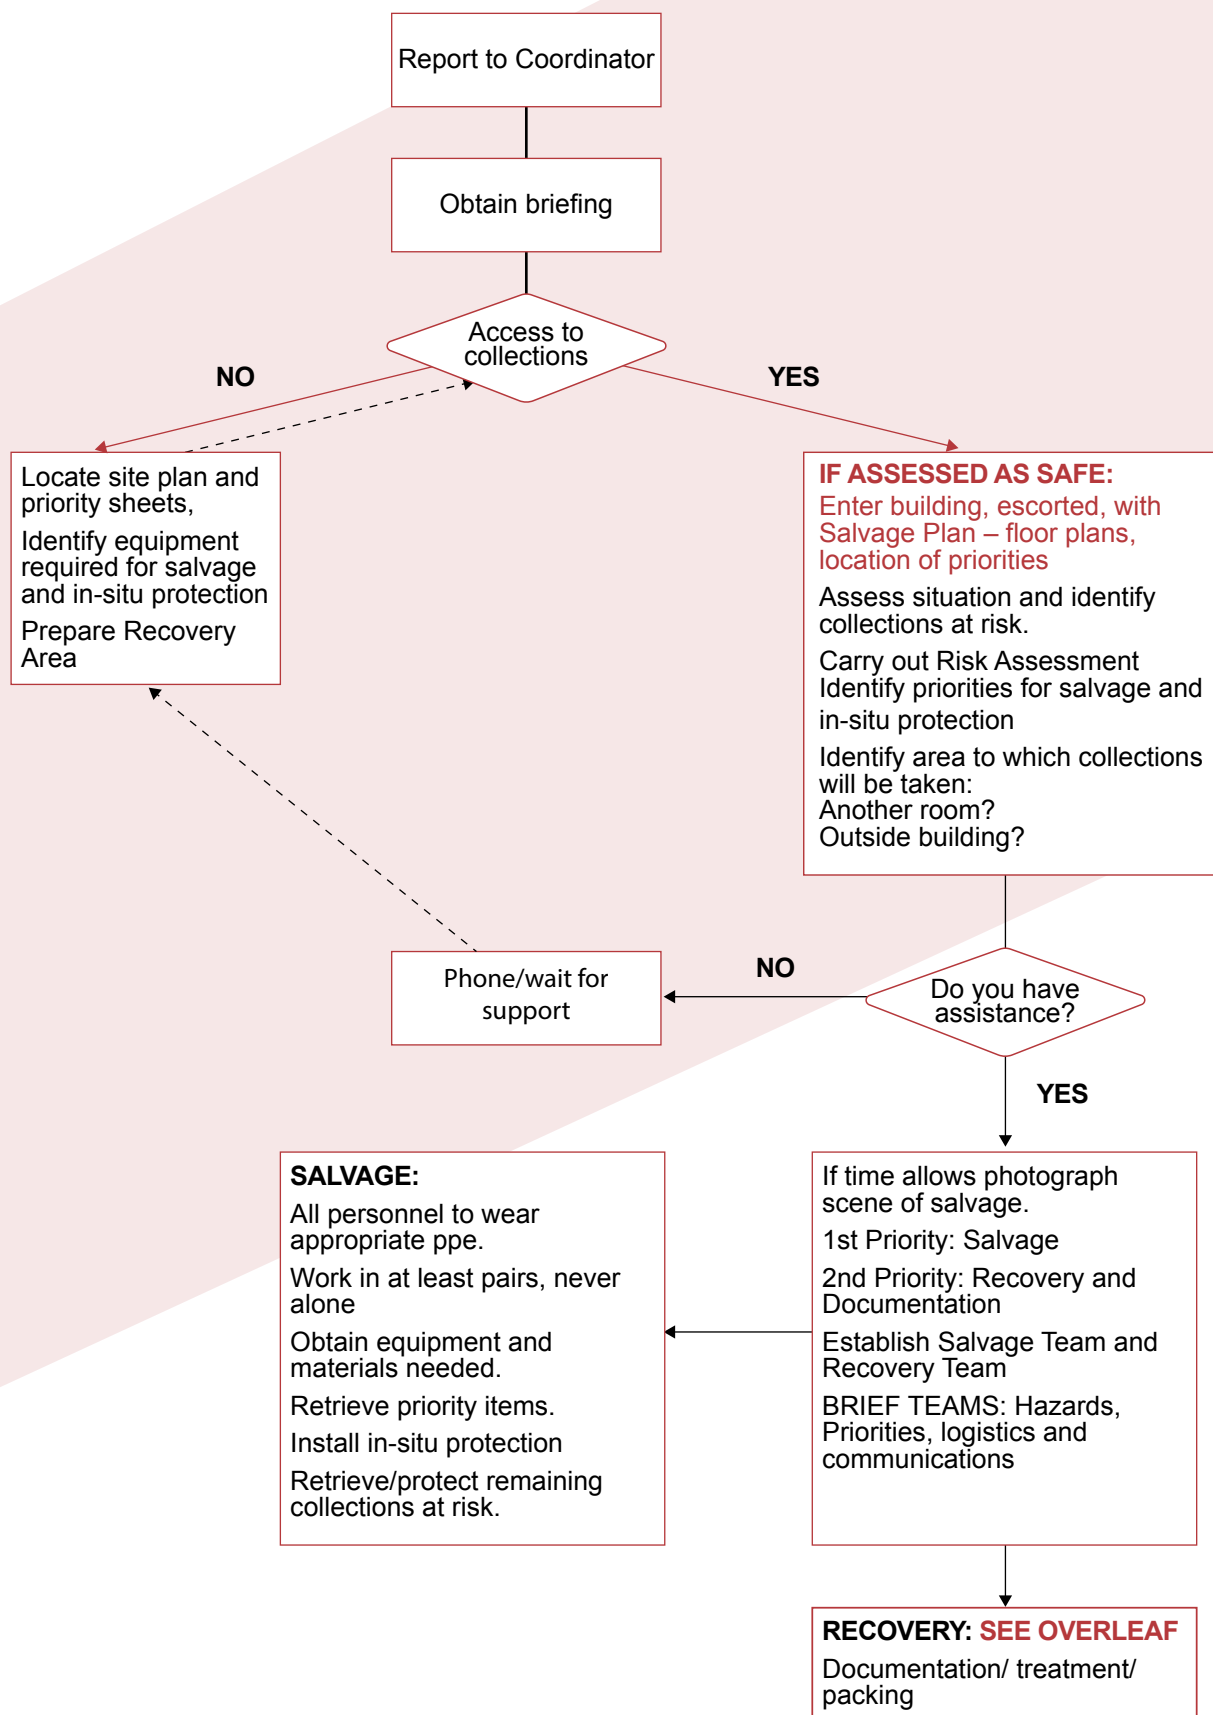 Report to Coordinator
Obtain briefing
Access to
collections
NO
YES
Locate site plan and
priority sheets,
Identify equipment
required for salvage
and in-situ protection
Prepare Recovery
Area
IF ASSESSED AS SAFE:
Enter building, escorted, with
Salvage Plan – floor plans,
location of priorities
Assess situation and identify
collections at risk.
Carry out Risk Assessment
Identify priorities for salvage and
in-situ protection
Identify area to which collections
will be taken:
Another room?
Outside building?
Do you have
assistance?
NO
Phone/wait for
support
YES
If time allows photograph
scene of salvage.
1st Priority: Salvage
2nd Priority: Recovery and
Documentation
Establish Salvage Team and
Recovery Team
BRIEF TEAMS: Hazards,
Priorities, logistics and
communications
SALVAGE:
All personnel to wear
appropriate ppe.
Work in at least pairs, never
alone
Obtain equipment and
materials needed.
Retrieve priority items.
Install in-situ protection
Retrieve/protect remaining
collections at risk.
RECOVERY: SEE OVERLEAF
Documentation/ treatment/
packing